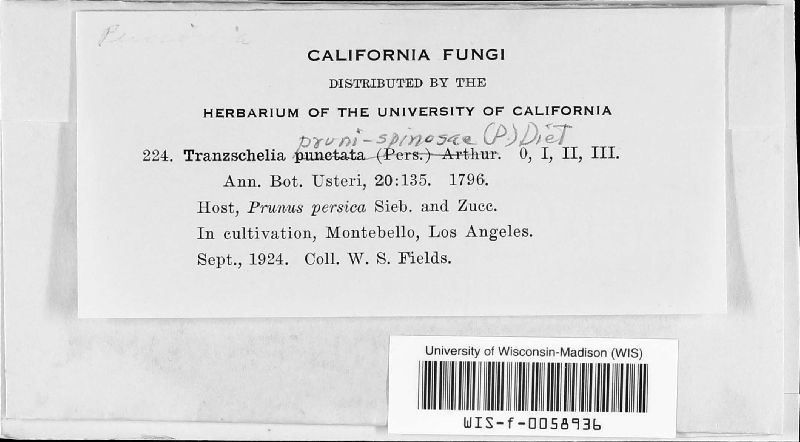 Puccinia
CALIFORNIA FUNGI
DISTRIBUTED BY THE
HERBARIUM OF THE UNIVERSITY OF CALIFORNIA
pruni-spinosae (P.) Diet
224. Tranzschelia punctata (Pers.) Arthur. 0, I, II, III.
Ann. Bot. Usteri, 20:135. 1796.
Host, Prunus persica Sieb. and Zucc.
In cultivation, Montebello, Los Angeles.
Sept., 1924. Coll. W. S. Fields.
University of Wisconsin-Madison (WIS)
WIS-f-0058936